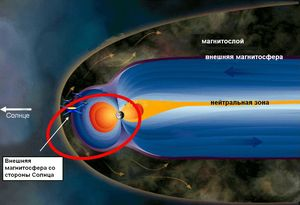 магнитослой
внешняя магнитосфера
нейтральная зона
Солнце
Внешняя
магнитосфера со
стороны Солнца